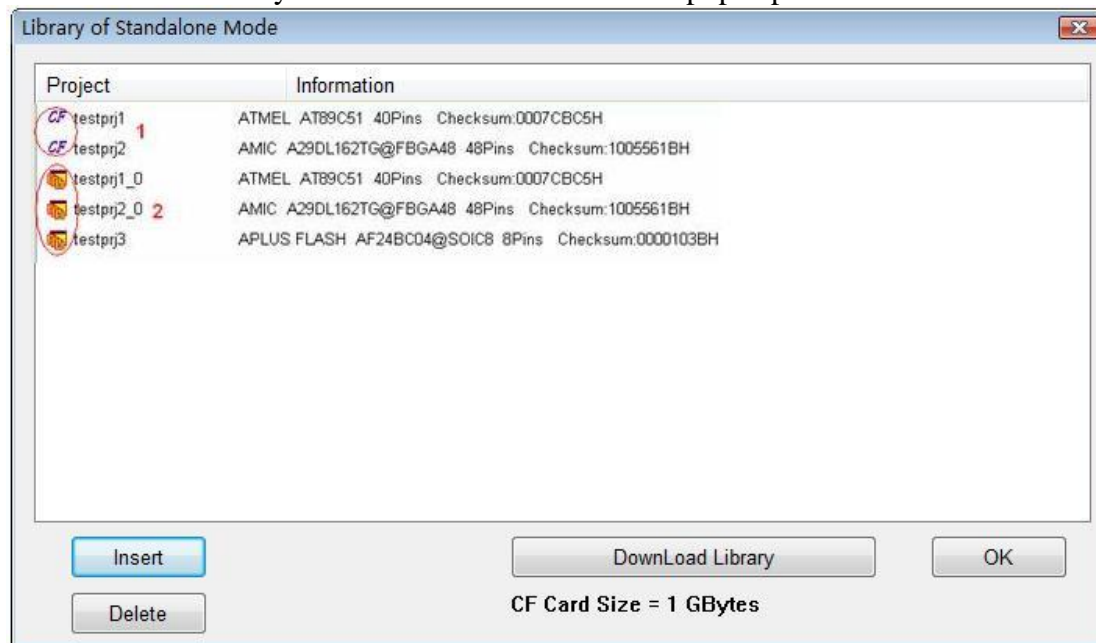 Library of Standalone Mode
Project Information
CF testprj1 ATMEL AT89C51 40Pins Checksum:0007CBC5H
1
CF testprj2 AMIC A29DL162TG@FBGA48 48Pins Checksum:1005561BH
testprj1_0 ATMEL AT89C51 40Pins Checksum:0007CBC5H
testprj2_0 2 AMIC A29DL162TG@FBGA48 48Pins Checksum:1005561BH
testprj3 APLUS FLASH AF24BC04@SOIC8 8Pins Checksum:0000103BH
Insert DownLoad Library OK
Delete CF Card Size = 1 GBytes